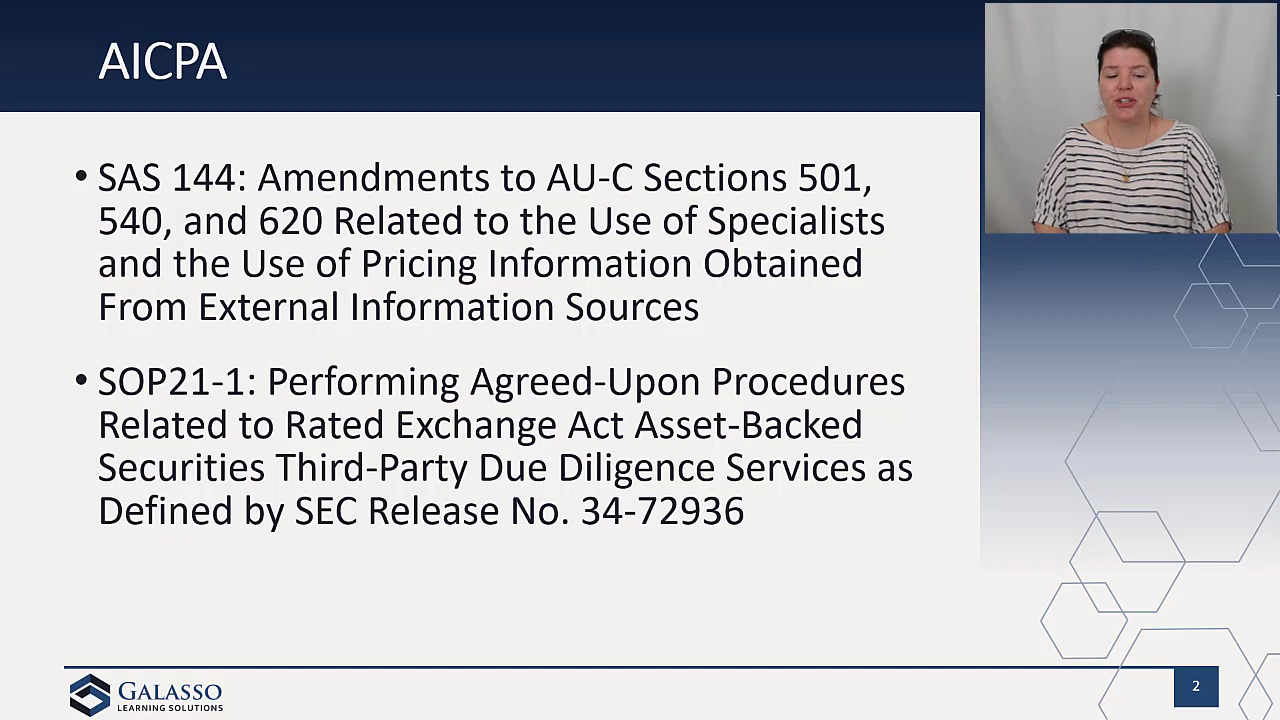 AICPA
• SAS 144: Amendments to AU-C Sections 501,
540, and 620 Related to the Use of Specialists
and the Use of Pricing Information Obtained
From External Information Sources
• SOP21-1: Performing Agreed-Upon Procedures
Related to Rated Exchange Act Asset-Backed
Securities Third-Party Due Diligence Services as
Defined by SEC Release No. 34-72936
GALASSO
LEARNING SOLUTIONS
2